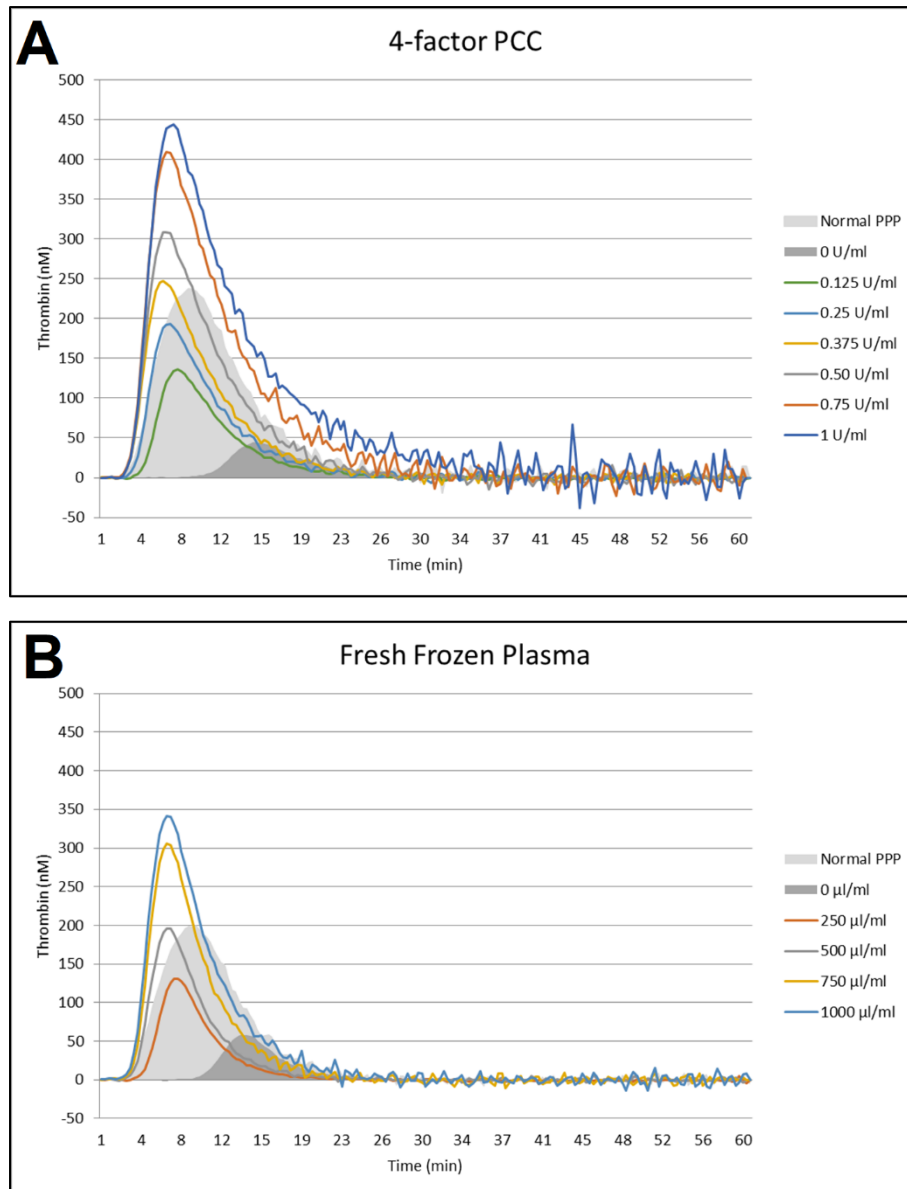 A
4-factor PCC
500
450
400
350
300
250
200
150
100
50
0
-50
Thrombin (nM)
1 4 8 12 15 19 23 26 30 34 37 41 45 48 52 56 60
Time (min)
Normal PPP
0 U/ml
0.125 U/ml
0.25 U/ml
0.375 U/ml
0.50 U/ml
0.75 U/ml
1 U/ml
B
Fresh Frozen Plasma
500
450
400
350
300
250
200
150
100
50
0
-50
Thrombin (nM)
1 4 8 12 15 19 23 26 30 34 37 41 45 48 52 56 60
Time (min)
Normal PPP
0 µl/ml
250 µl/ml
500 µl/ml
750 µl/ml
1000 µl/ml